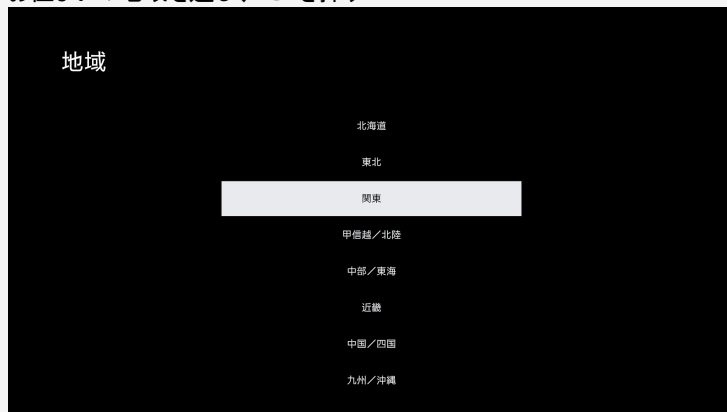 地域
北海道
東北
関東
甲信越／北陸
中部／東海
近畿
中国／四国
九州／沖縄